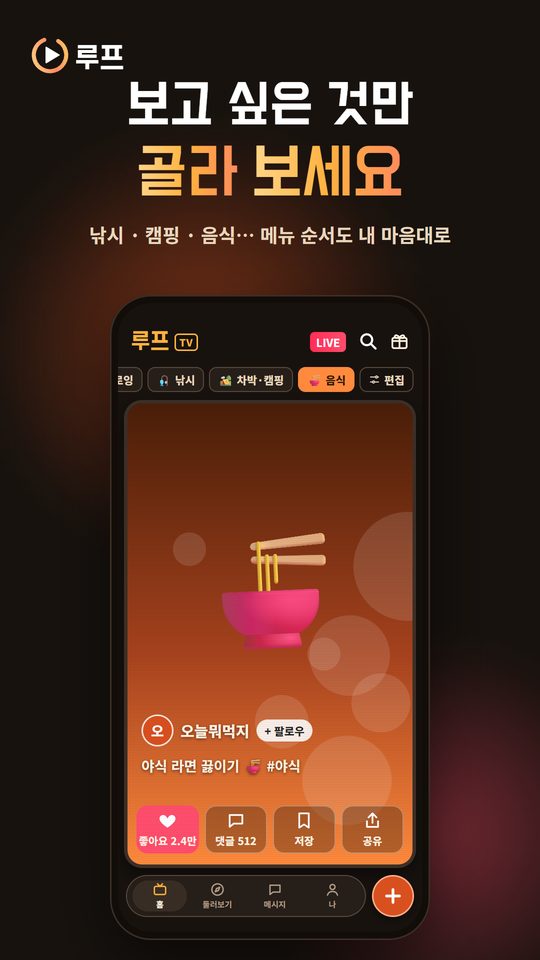 루프
보고 싶은 것만
골라 보세요
낚시 · 캠핑 · 음식… 메뉴 순서도 내 마음대로
루프 TV LIVE
로잉 낚시 차박·캠핑 음식 편집
오 오늘뭐먹지 + 팔로우
야식 라면 끓이기 #야식
좋아요 2.4만 댓글 512 저장 공유
홈 둘러보기 메시지 나